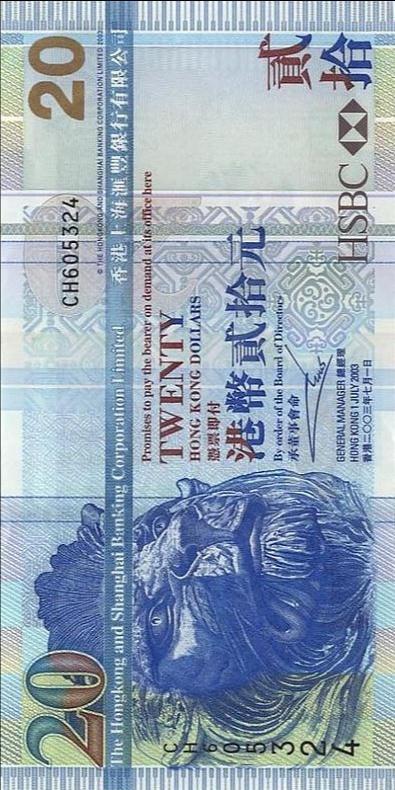 20
The Hongkong and Shanghai Banking Corporation Limited
香港上海滙豐銀行有限公司
20
© THE HONGKONG AND SHANGHAI BANKING CORPORATION LIMITED 2002
CH605324
Promises to pay the bearer on demand at its office here
TWENTY
HONG KONG DOLLARS
憑票即付
港幣貳拾元
By order of the Board of Directors
承董事會命
GENERAL MANAGER 總經理
HONG KONG 1 JULY 2003
香港二〇〇三年七月一日
CH605324
HSBC
貳拾